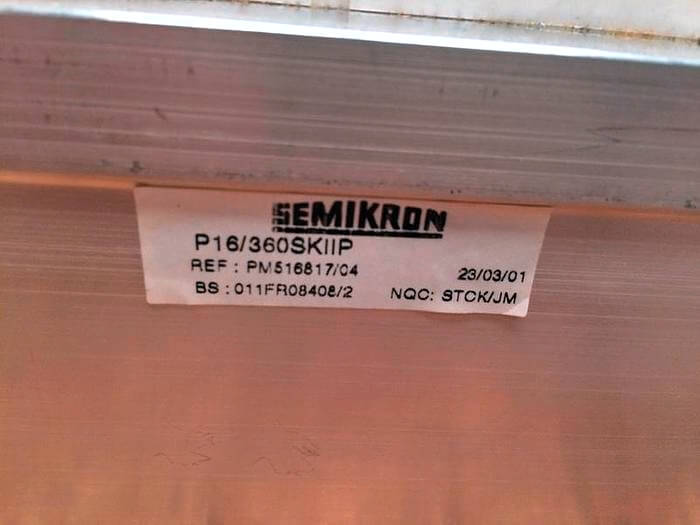 SEMIKRON
P16/360SKIIP
REF : PM516817/04 23/03/01
BS : 011FR08408/2 NQC: STCK/JM